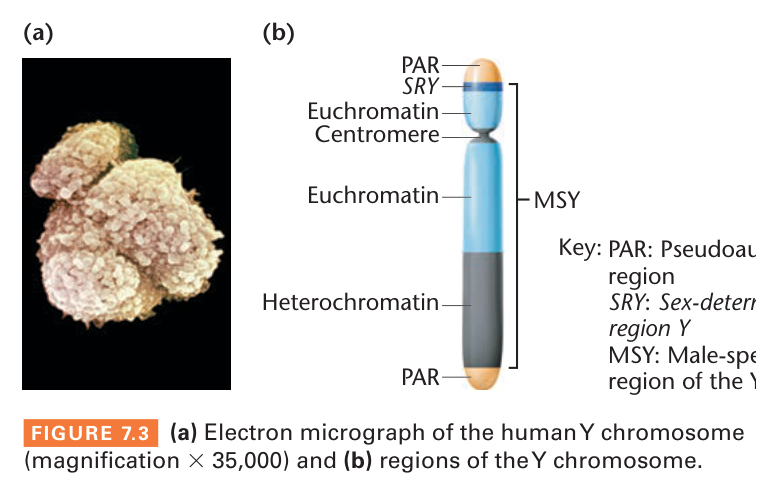 (a)
(b)
PAR
SRY
Euchromatin
Centromere
Euchromatin
MSY
Heterochromatin
PAR
Key: PAR: Pseudoau
region
SRY: Sex-deter
region Y
MSY: Male-spe
region of the Y
FIGURE 7.3 (a) Electron micrograph of the human Y chromosome
(magnification × 35,000) and (b) regions of the Y chromosome.